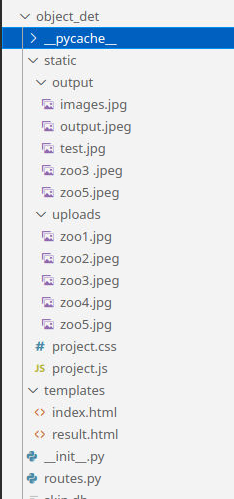 object_det
__pycache__
static
output
images.jpg
output.jpeg
test.jpg
zoo3 .jpeg
zoo5.jpeg
uploads
zoo1.jpg
zoo2.jpeg
zoo3.jpeg
zoo4.jpg
zoo5.jpg
# project.css
JS project.js
templates
<> index.html
<> result.html
__init__.py
routes.py